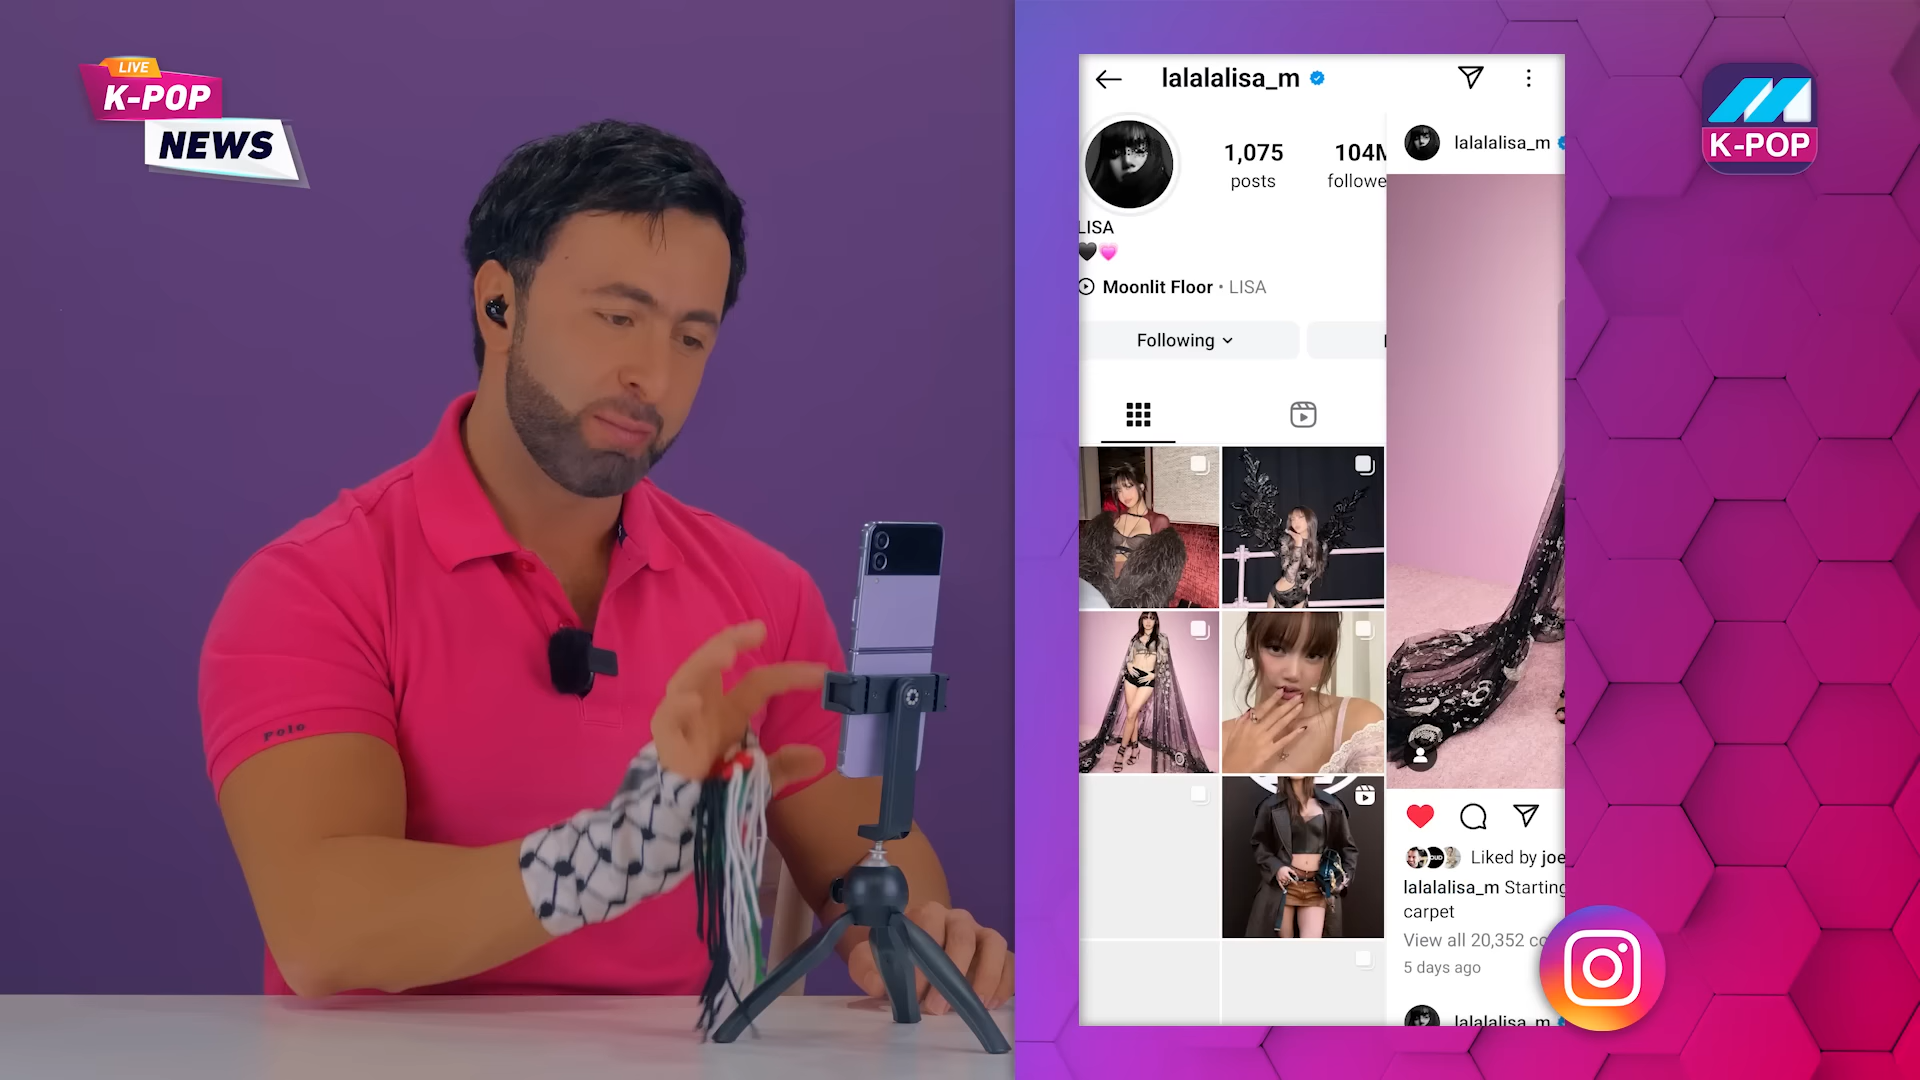 LIVE
K-POP
NEWS
Polo
lalalalisa_m
1,075
posts
104M
followe
LISA
Moonlit Floor • LISA
Following
lalalalisa_m
Liked by joe
lalalalisa_m Starting
carpet
View all 20,352 co
5 days ago
lalalalisa_m
K-POP